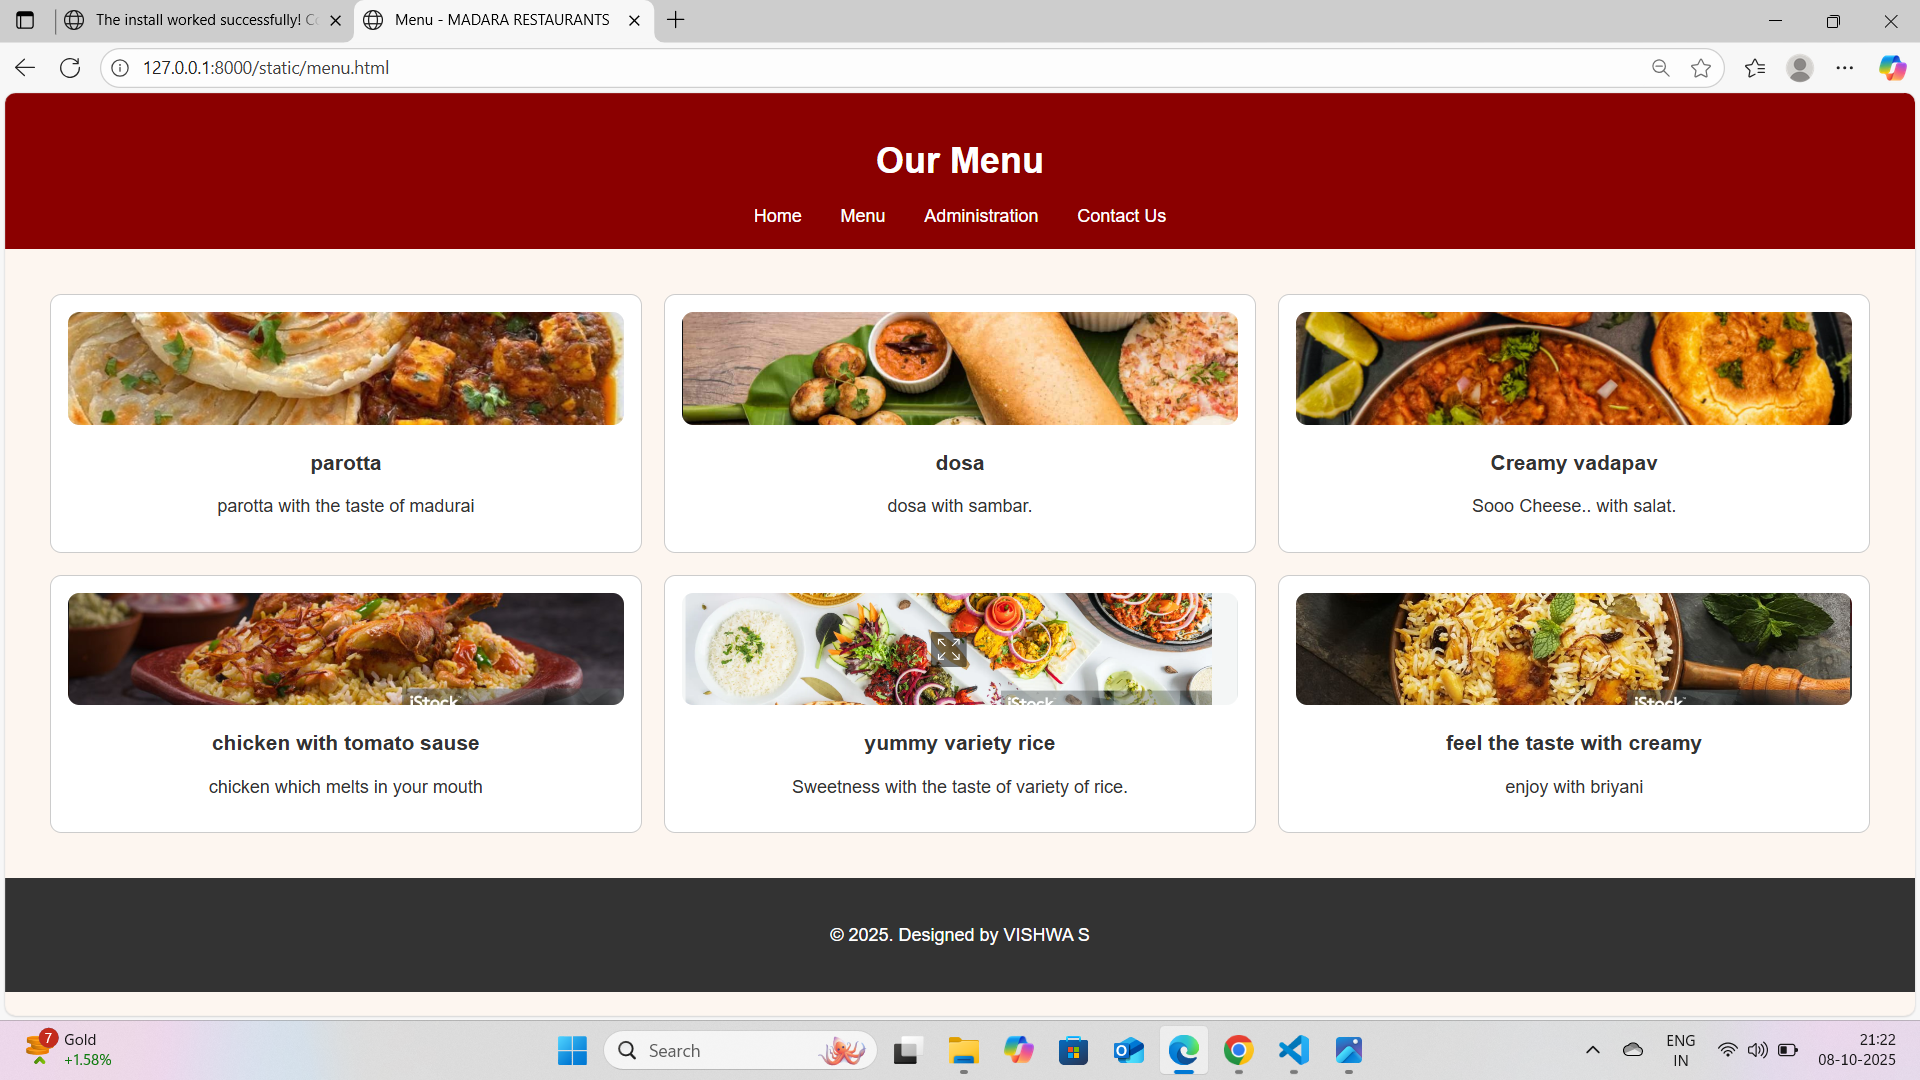 The install worked successfully! Co
Menu - MADARA RESTAURANTS
127.0.0.1:8000/static/menu.html
Our Menu
Home Menu Administration Contact Us
parotta
parotta with the taste of madurai
dosa
dosa with sambar.
Creamy vadapav
Sooo Cheese.. with salat.
iStock
chicken with tomato sause
chicken which melts in your mouth
iStock
yummy variety rice
Sweetness with the taste of variety of rice.
iStock
feel the taste with creamy
enjoy with briyani
© 2025. Designed by VISHWA S
7
Gold
+1.58%
Search
ENG
IN
21:22
08-10-2025